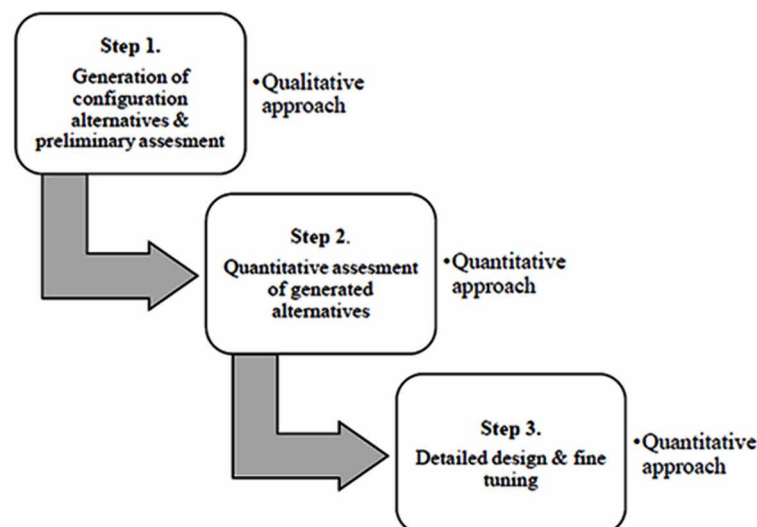 Step 1.
Generation of
configuration
alternatives &
preliminary assesment
•Qualitative
approach
Step 2.
Quantitative assesment
of generated
alternatives
•Quantitative
approach
Step 3.
Detailed design & fine
tuning
•Quantitative
approach